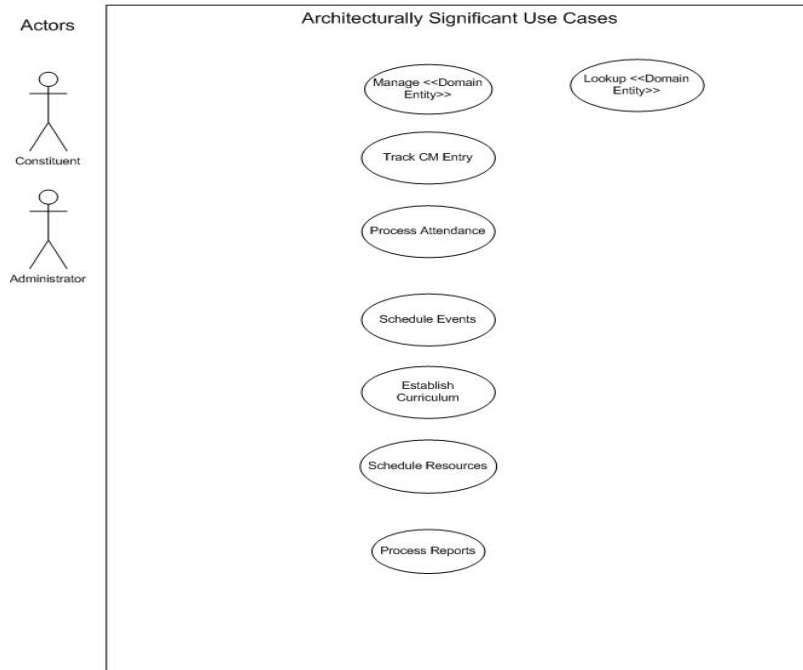 Actors
Architecturally Significant Use Cases
Constituent
Administrator
Manage <<Domain
Entity>>
Lookup <<Domain
Entity>>
Track CM Entry
Process Attendance
Schedule Events
Establish
Curriculum
Schedule Resources
Process Reports